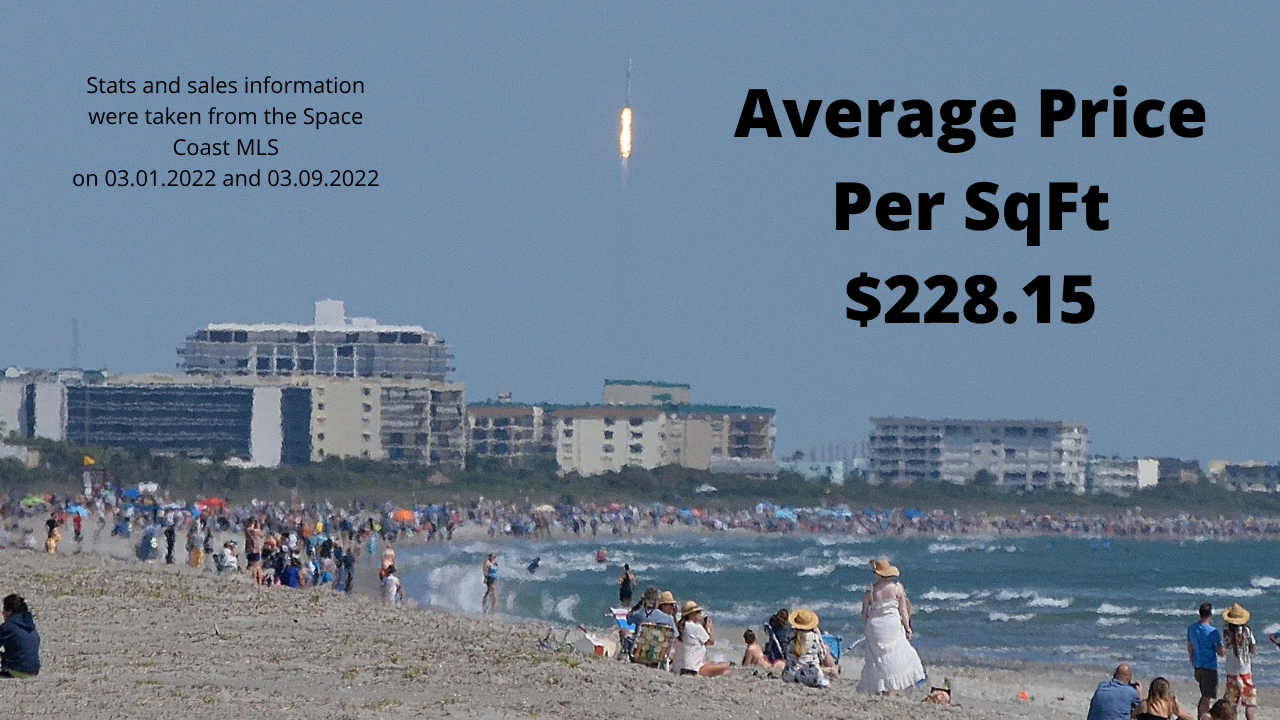 Stats and sales information
were taken from the Space
Coast MLS
on 03.01.2022 and 03.09.2022
Average Price
Per SqFt
$228.15